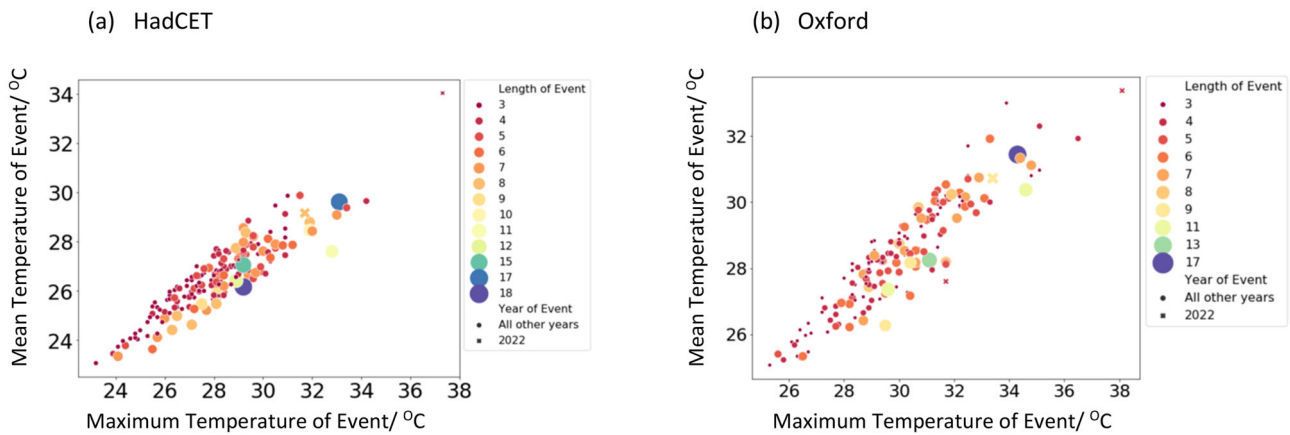 (a) HadCET
Mean Temperature of Event/ °C
34
32
30
28
26
24
24 26 28 30 32 34 36 38
Maximum Temperature of Event/ °C
Length of Event
3
4
5
6
7
8
9
10
11
12
15
17
18
Year of Event
All other years
2022
(b) Oxford
Mean Temperature of Event/ °C
32
30
28
26
26 28 30 32 34 36 38
Maximum Temperature of Event/ °C
Length of Event
3
4
5
6
7
8
9
11
13
17
Year of Event
All other years
2022